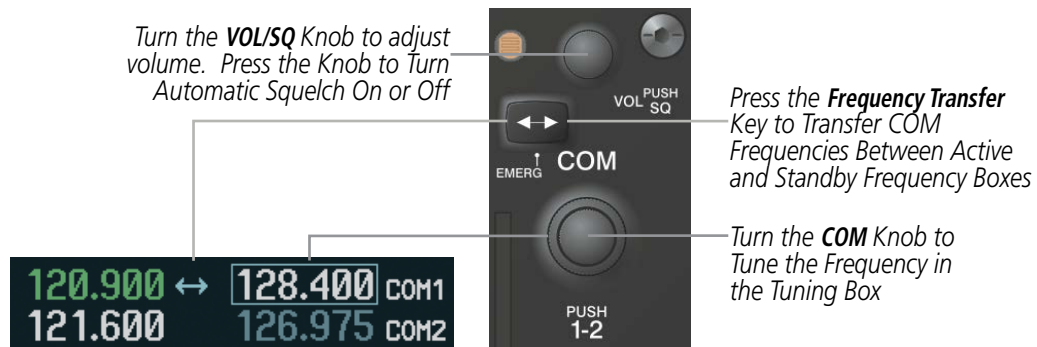 Turn the VOL/SQ Knob to adjust
volume. Press the Knob to Turn
Automatic Squelch On or Off
VOL PUSH SQ
Press the Frequency Transfer
Key to Transfer COM
Frequencies Between Active
and Standby Frequency Boxes
EMERG COM
Turn the COM Knob to
Tune the Frequency in
the Tuning Box
PUSH
1-2
120.900 ↔ 128.400 COM1
121.600 126.975 COM2